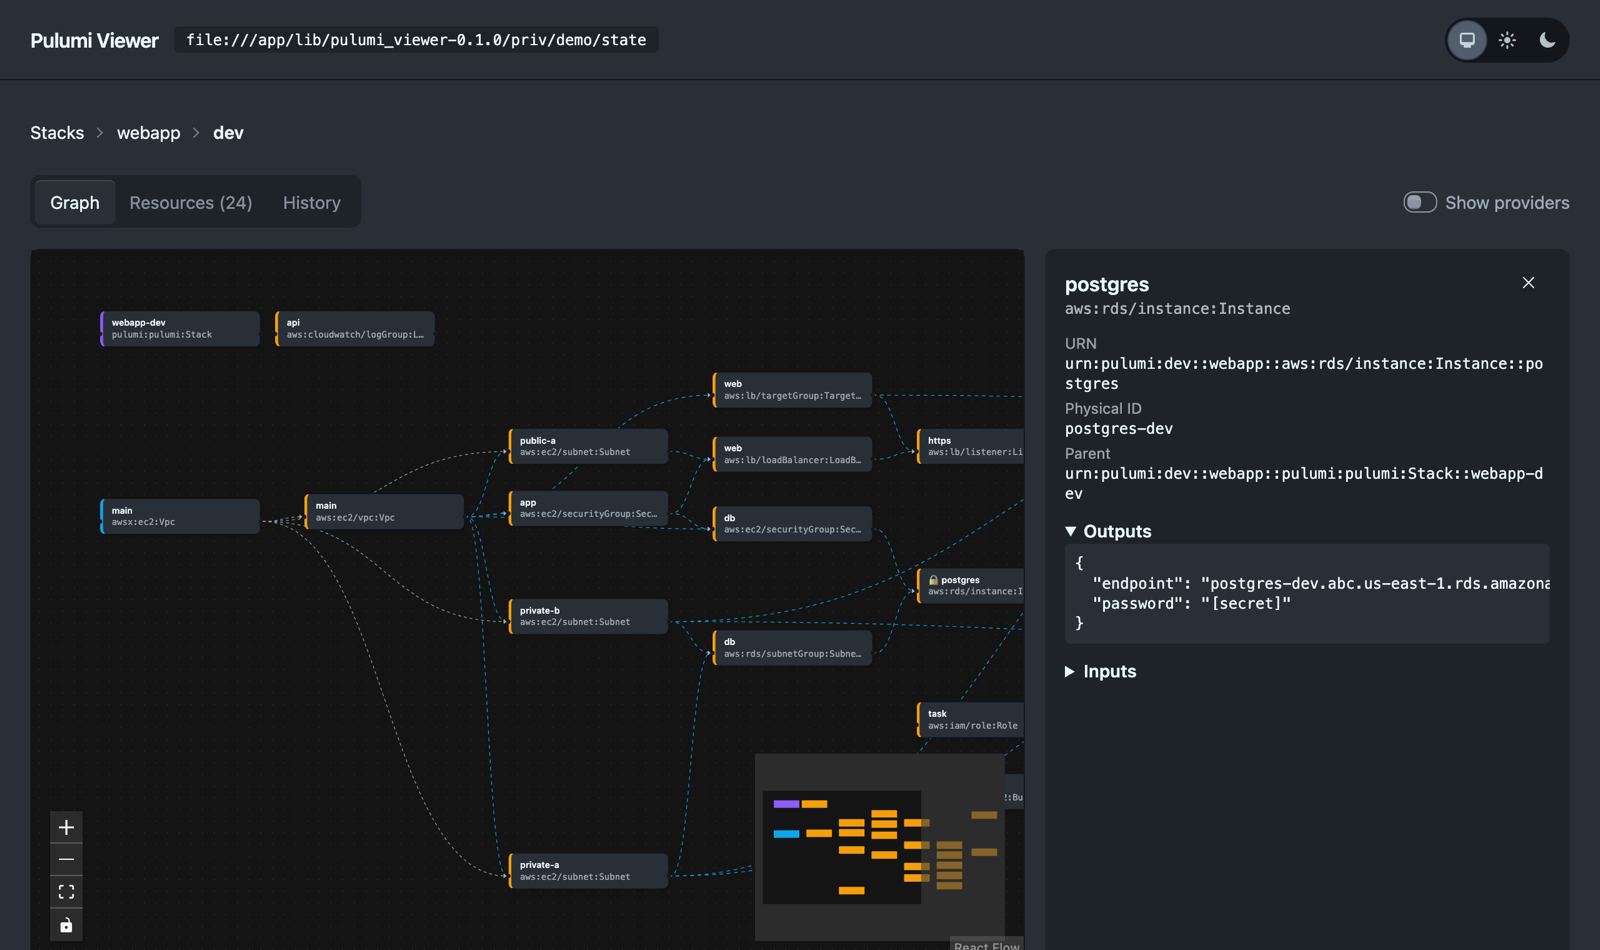 Pulumi Viewer
file:///app/lib/pulumi_viewer-0.1.0/priv/demo/state
Stacks > webapp > dev
Graph
Resources (24)
History
Show providers
webapp-dev
pulumi:pulumi:Stack
api
aws:cloudwatch/logGroup:L…
web
aws:lb/targetGroup:Target…
public-a
aws:ec2/subnet:Subnet
web
aws:lb/loadBalancer:LoadB…
https
aws:lb/listener:Li
main
awsx:ec2:Vpc
main
aws:ec2/vpc:Vpc
app
aws:ec2/securityGroup:Sec…
db
aws:ec2/securityGroup:Sec…
🔒 postgres
aws:rds/instance:I
private-b
aws:ec2/subnet:Subnet
db
aws:rds/subnetGroup:Subne…
task
aws:iam/role:Role
2:Bu
private-a
aws:ec2/subnet:Subnet
React Flow
postgres
aws:rds/instance:Instance
URN
urn:pulumi:dev::webapp::aws:rds/instance:Instance::po
stgres
Physical ID
postgres-dev
Parent
urn:pulumi:dev::webapp::pulumi:pulumi:Stack::webapp-d
ev
▼ Outputs
{
"endpoint": "postgres-dev.abc.us-east-1.rds.amazona
"password": "[secret]"
}
▶ Inputs